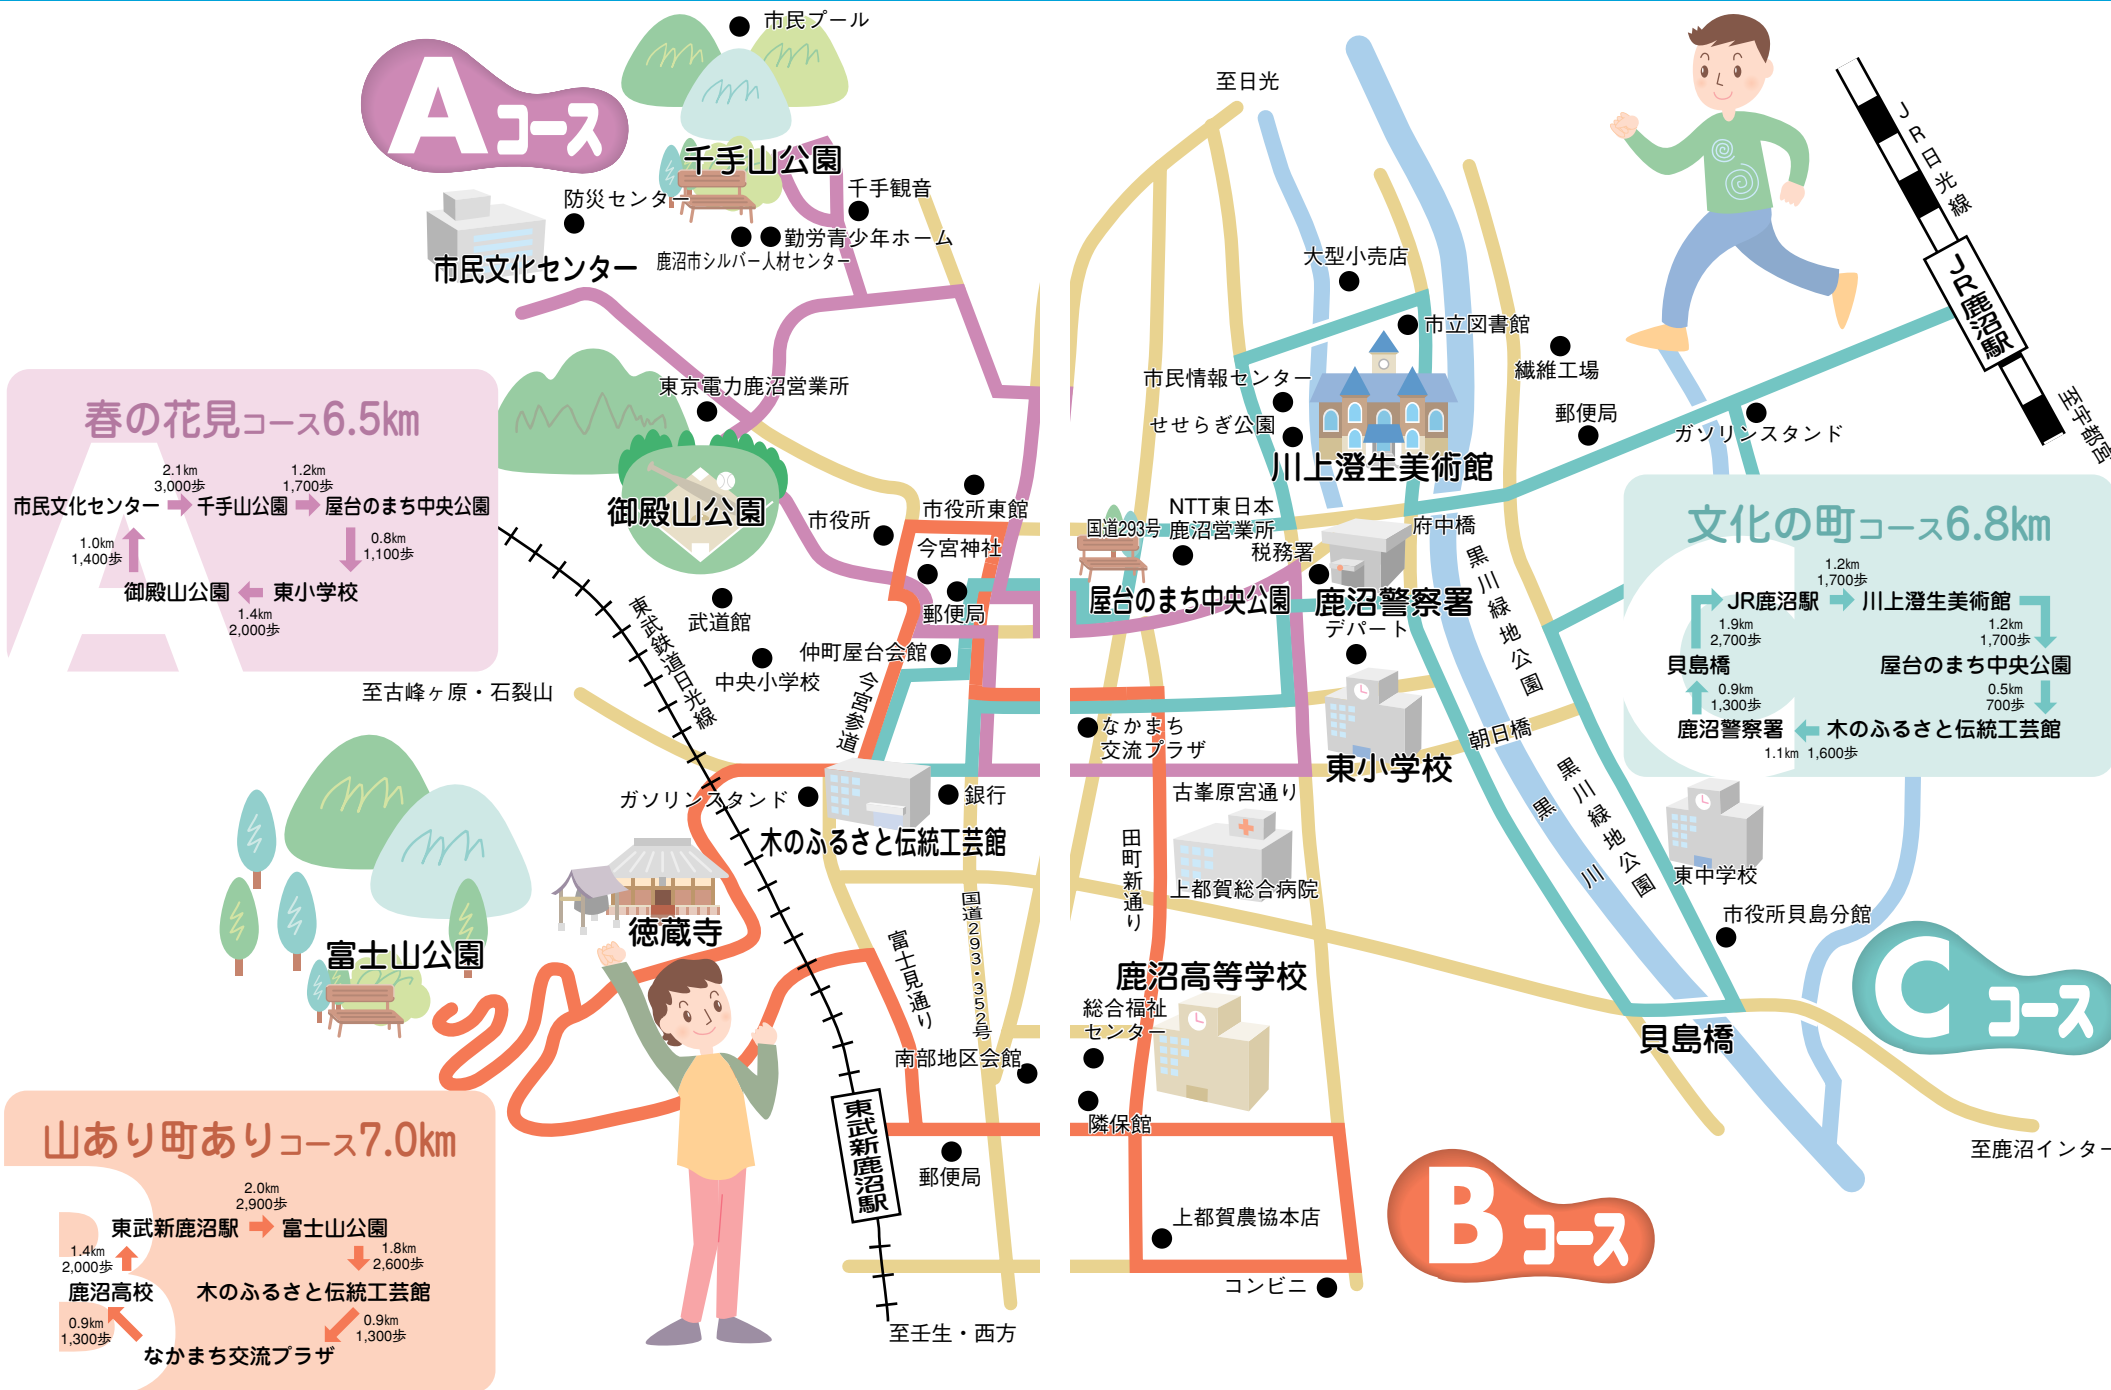 市民プール
Aコース
千手山公園
千手観音
防災センター
勤労青少年ホーム
鹿沼市シルバー人材センター
市民文化センター
東京電力鹿沼営業所
春の花見コース6.5km
市民文化センター
2.1km
3,000歩
千手山公園
1.2km
1,700歩
屋台のまち中央公園
0.8km
1,100歩
東小学校
1.4km
2,000歩
御殿山公園
1.0km
1,400歩
御殿山公園
市役所
市役所東館
今宮神社
郵便局
武道館
仲町屋台会館
中央小学校
今宮参道
東武鉄道日光線
至古峰ヶ原・石裂山
ガソリンスタンド
銀行
木のふるさと伝統工芸館
徳蔵寺
富士山公園
富士見通り
国道293・352号
南部地区会館
東武新鹿沼駅
郵便局
至壬生・西方
山あり町ありコース7.0km
東武新鹿沼駅
2.0km
2,900歩
富士山公園
1.8km
2,600歩
木のふるさと伝統工芸館
0.9km
1,300歩
なかまち交流プラザ
0.9km
1,300歩
鹿沼高校
1.4km
2,000歩
至日光
大型小売店
市立図書館
市民情報センター
せせらぎ公園
川上澄生美術館
繊維工場
郵便局
ガソリンスタンド
JR日光線
JR鹿沼駅
至宇都宮
国道293号
NTT東日本
鹿沼営業所
税務署
府中橋
屋台のまち中央公園
鹿沼警察署
デパート
黒川緑地公園
なかまち
交流プラザ
東小学校
朝日橋
古峯原宮通り
田町新通り
上都賀総合病院
黒川
黒川緑地公園
東中学校
市役所貝島分館
鹿沼高等学校
総合福祉
センター
隣保館
貝島橋
至鹿沼インター
上都賀農協本店
コンビニ
Bコース
Cコース
文化の町コース6.8km
JR鹿沼駅
1.2km
1,700歩
川上澄生美術館
1.2km
1,700歩
屋台のまち中央公園
0.5km
700歩
木のふるさと伝統工芸館
1.1km 1,600歩
鹿沼警察署
0.9km
1,300歩
貝島橋
1.9km
2,700歩